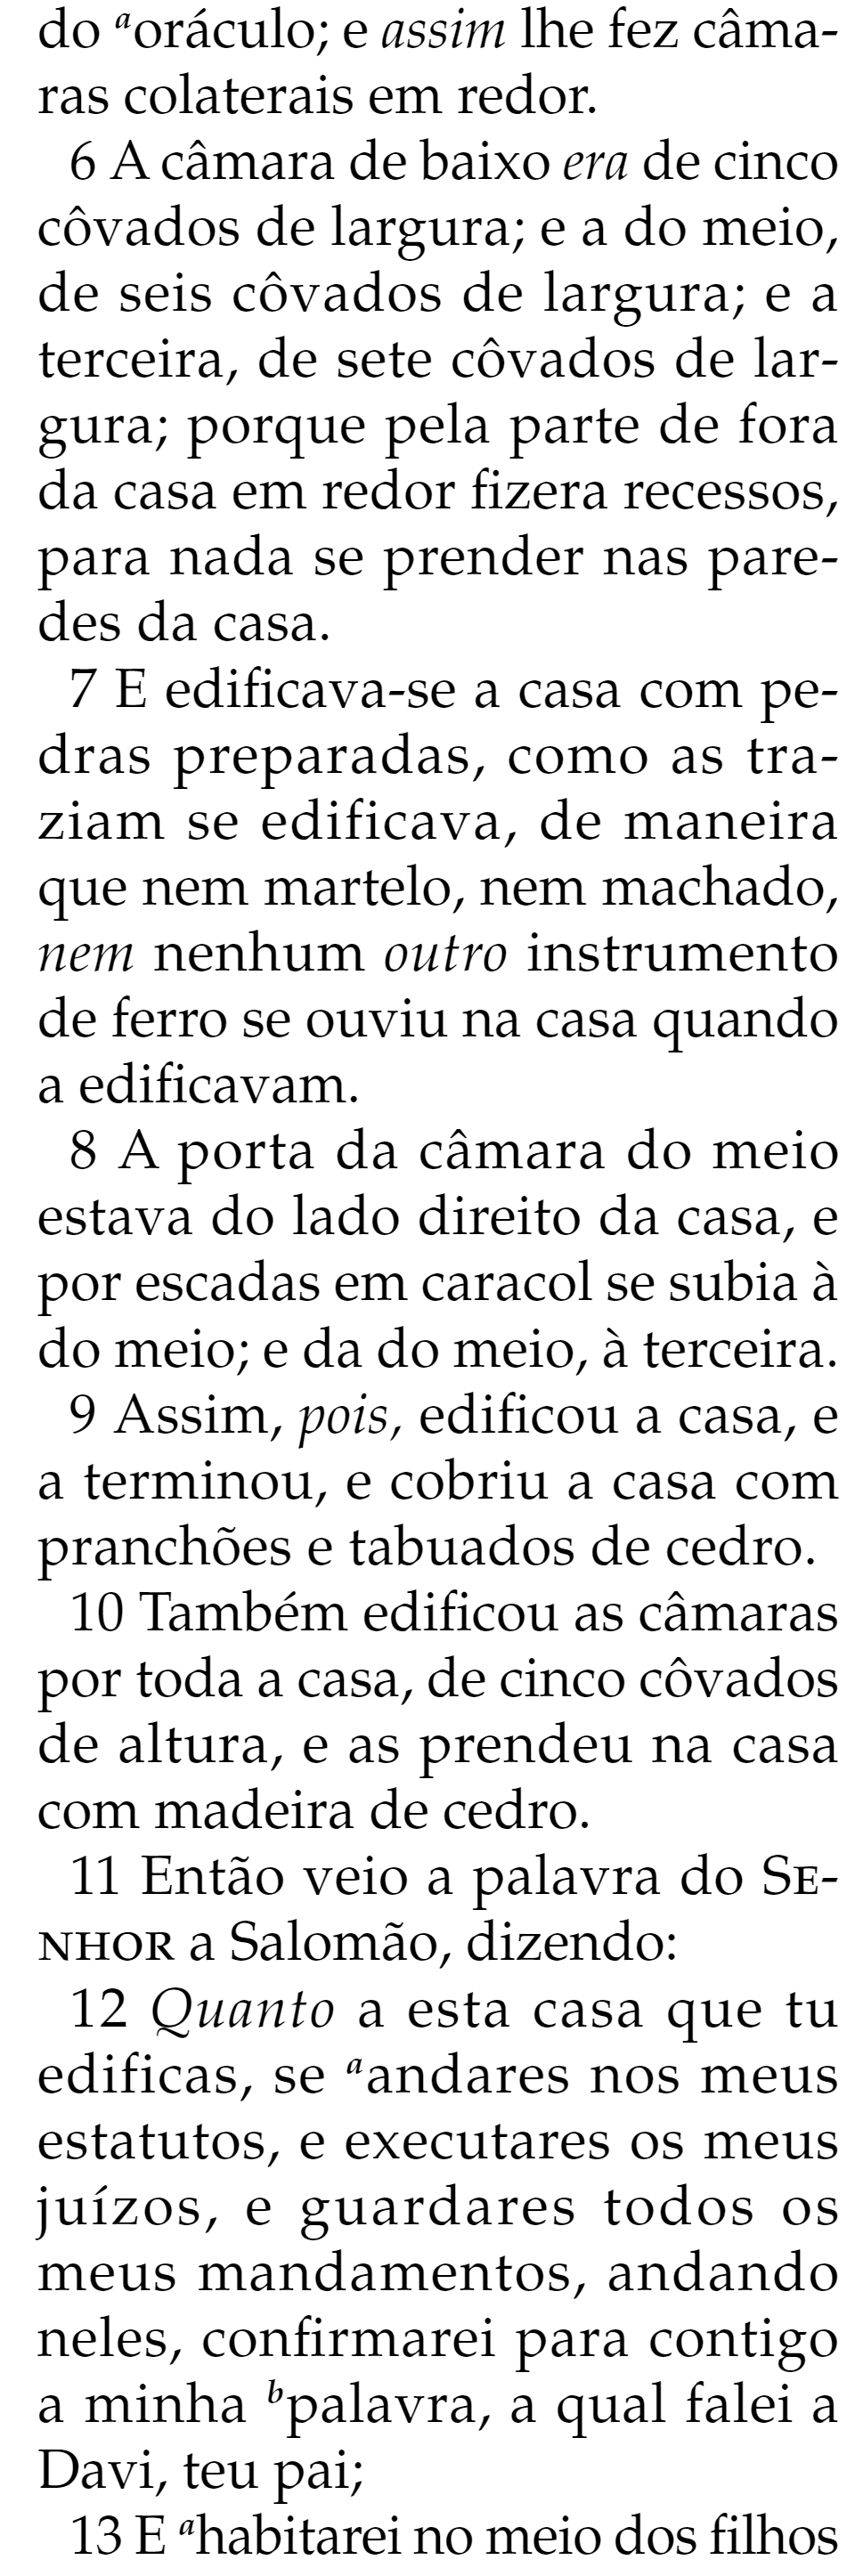 do ᵃoráculo; e assim lhe fez câma-
ras colaterais em redor.
6 A câmara de baixo era de cinco
côvados de largura; e a do meio,
de seis côvados de largura; e a
terceira, de sete côvados de lar-
gura; porque pela parte de fora
da casa em redor fizera recessos,
para nada se prender nas pare-
des da casa.
7 E edificava-se a casa com pe-
dras preparadas, como as tra-
ziam se edificava, de maneira
que nem martelo, nem machado,
nem nenhum outro instrumento
de ferro se ouviu na casa quando
a edificavam.
8 A porta da câmara do meio
estava do lado direito da casa, e
por escadas em caracol se subia à
do meio; e da do meio, à terceira.
9 Assim, pois, edificou a casa, e
a terminou, e cobriu a casa com
pranchões e tabuados de cedro.
10 Também edificou as câmaras
por toda a casa, de cinco côvados
de altura, e as prendeu na casa
com madeira de cedro.
11 Então veio a palavra do SE-
NHOR a Salomão, dizendo:
12 Quanto a esta casa que tu
edificas, se ᵃandares nos meus
estatutos, e executares os meus
juízos, e guardares todos os
meus mandamentos, andando
neles, confirmarei para contigo
a minha ᵇpalavra, a qual falei a
Davi, teu pai;
13 E ᵃhabitarei no meio dos filhos